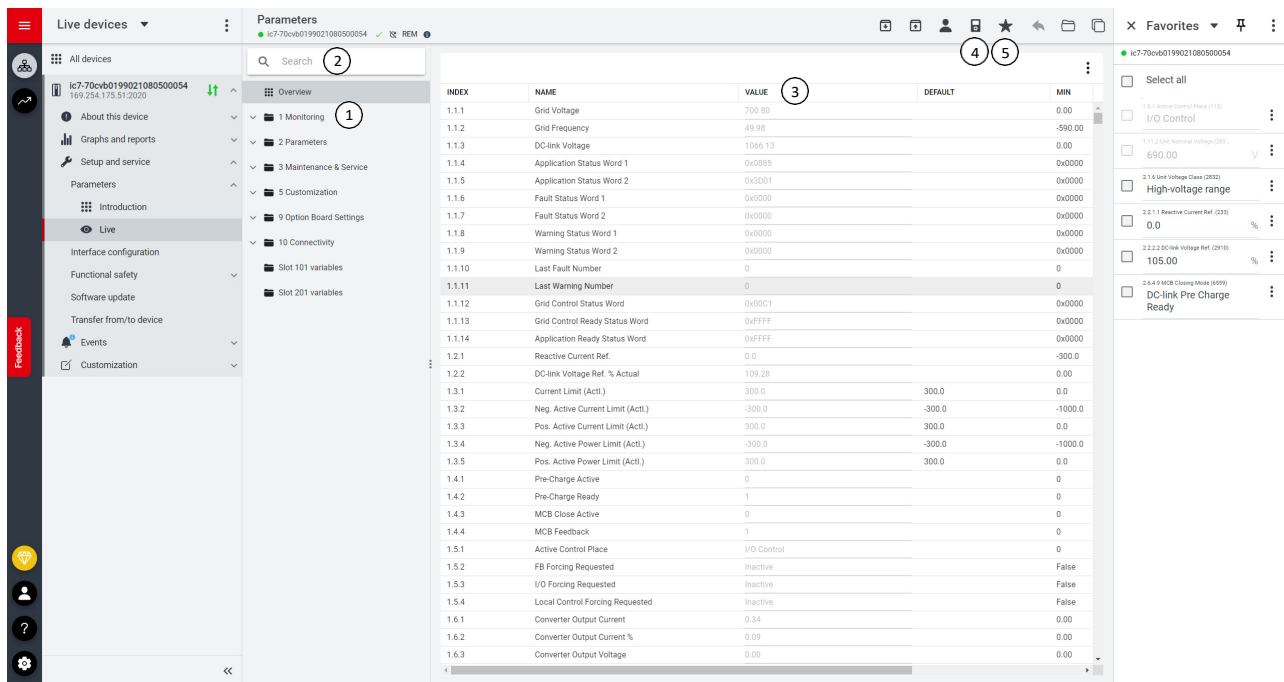 Live devices
Parameters
ic7-70cvb0199021080500054 REM
Favorites
ic7-70cvb0199021080500054
All devices
ic7-70cvb0199021080500054
169.254.175.51:2020
About this device
Graphs and reports
Setup and service
Parameters
Introduction
Live
Interface configuration
Functional safety
Software update
Transfer from/to device
Events
Customization
Feedback
Search
2
Overview
1 Monitoring
1
2 Parameters
3 Maintenance & Service
5 Customization
9 Option Board Settings
10 Connectivity
Slot 101 variables
Slot 201 variables
4 5
INDEX NAME VALUE 3 DEFAULT MIN
1.1.1 Grid Voltage 700.80 0.00
1.1.2 Grid Frequency 49.98 -590.00
1.1.3 DC-link Voltage 1066.13 0.00
1.1.4 Application Status Word 1 0x0885 0x0000
1.1.5 Application Status Word 2 0x3D01 0x0000
1.1.6 Fault Status Word 1 0x0000 0x0000
1.1.7 Fault Status Word 2 0x0000 0x0000
1.1.8 Warning Status Word 1 0x0000 0x0000
1.1.9 Warning Status Word 2 0x0000 0x0000
1.1.10 Last Fault Number 0 0
1.1.11 Last Warning Number 0 0
1.1.12 Grid Control Status Word 0x00C1 0x0000
1.1.13 Grid Control Ready Status Word 0xFFFF 0x0000
1.1.14 Application Ready Status Word 0xFFFF 0x0000
1.2.1 Reactive Current Ref. 0.0 -300.0
1.2.2 DC-link Voltage Ref. % Actual 109.28 0.00
1.3.1 Current Limit (Actl.) 300.0 300.0 0.0
1.3.2 Neg. Active Current Limit (Actl.) -300.0 -300.0 -1000.0
1.3.3 Pos. Active Current Limit (Actl.) 300.0 300.0 0.0
1.3.4 Neg. Active Power Limit (Actl.) -300.0 -300.0 -1000.0
1.3.5 Pos. Active Power Limit (Actl.) 300.0 300.0 0.0
1.4.1 Pre-Charge Active 0 0
1.4.2 Pre-Charge Ready 1 0
1.4.3 MCB Close Active 0 0
1.4.4 MCB Feedback 1 0
1.5.1 Active Control Place I/O Control 0
1.5.2 FB Forcing Requested Inactive False
1.5.3 I/O Forcing Requested Inactive False
1.5.4 Local Control Forcing Requested Inactive False
1.6.1 Converter Output Current 0.34 0.00
1.6.2 Converter Output Current % 0.09 0.00
1.6.3 Converter Output Voltage 0.00 0.00
Select all
1.5.1 Active Control Place (115)
I/O Control
690.00 V
2.1.6 Unit Voltage Class (2832)
High-voltage range
2.2.1.1 Reactive Current Ref. (233)
0.0 %
2.2.2.2 DC-link Voltage Ref. (2910)
105.00 %
2.6.4.9 MCB Closing Mode (6559)
DC-link Pre Charge
Ready